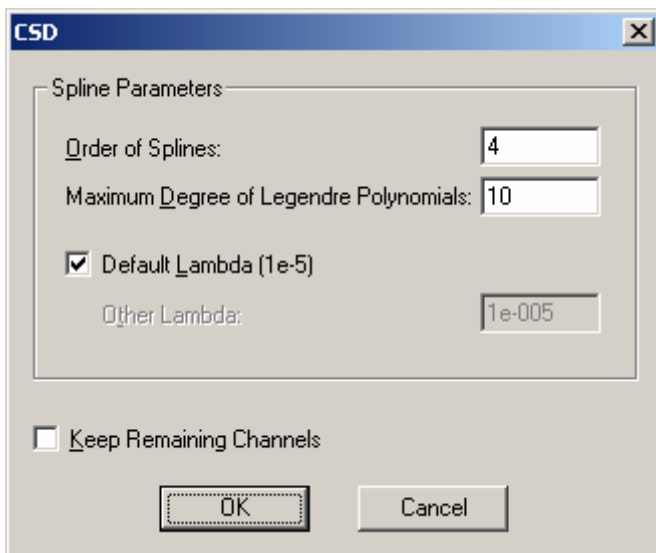 CSD
Spline Parameters
Order of Splines: 4
Maximum Degree of Legendre Polynomials: 10
Default Lambda (1e-5)
Other Lambda: 1e-005
Keep Remaining Channels
OK Cancel